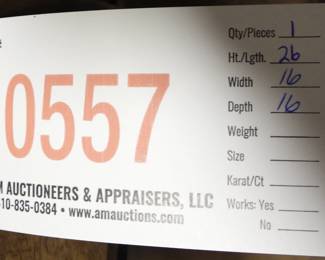 0557
M AUCTIONEERS & APPRAISERS, LLC
10-835-0384 • www.amauctions.com
Qty/Pieces 1
Ht./Lgth. 26
Width 16
Depth 16
Weight
Size
Karat/Ct
Works: Yes
No